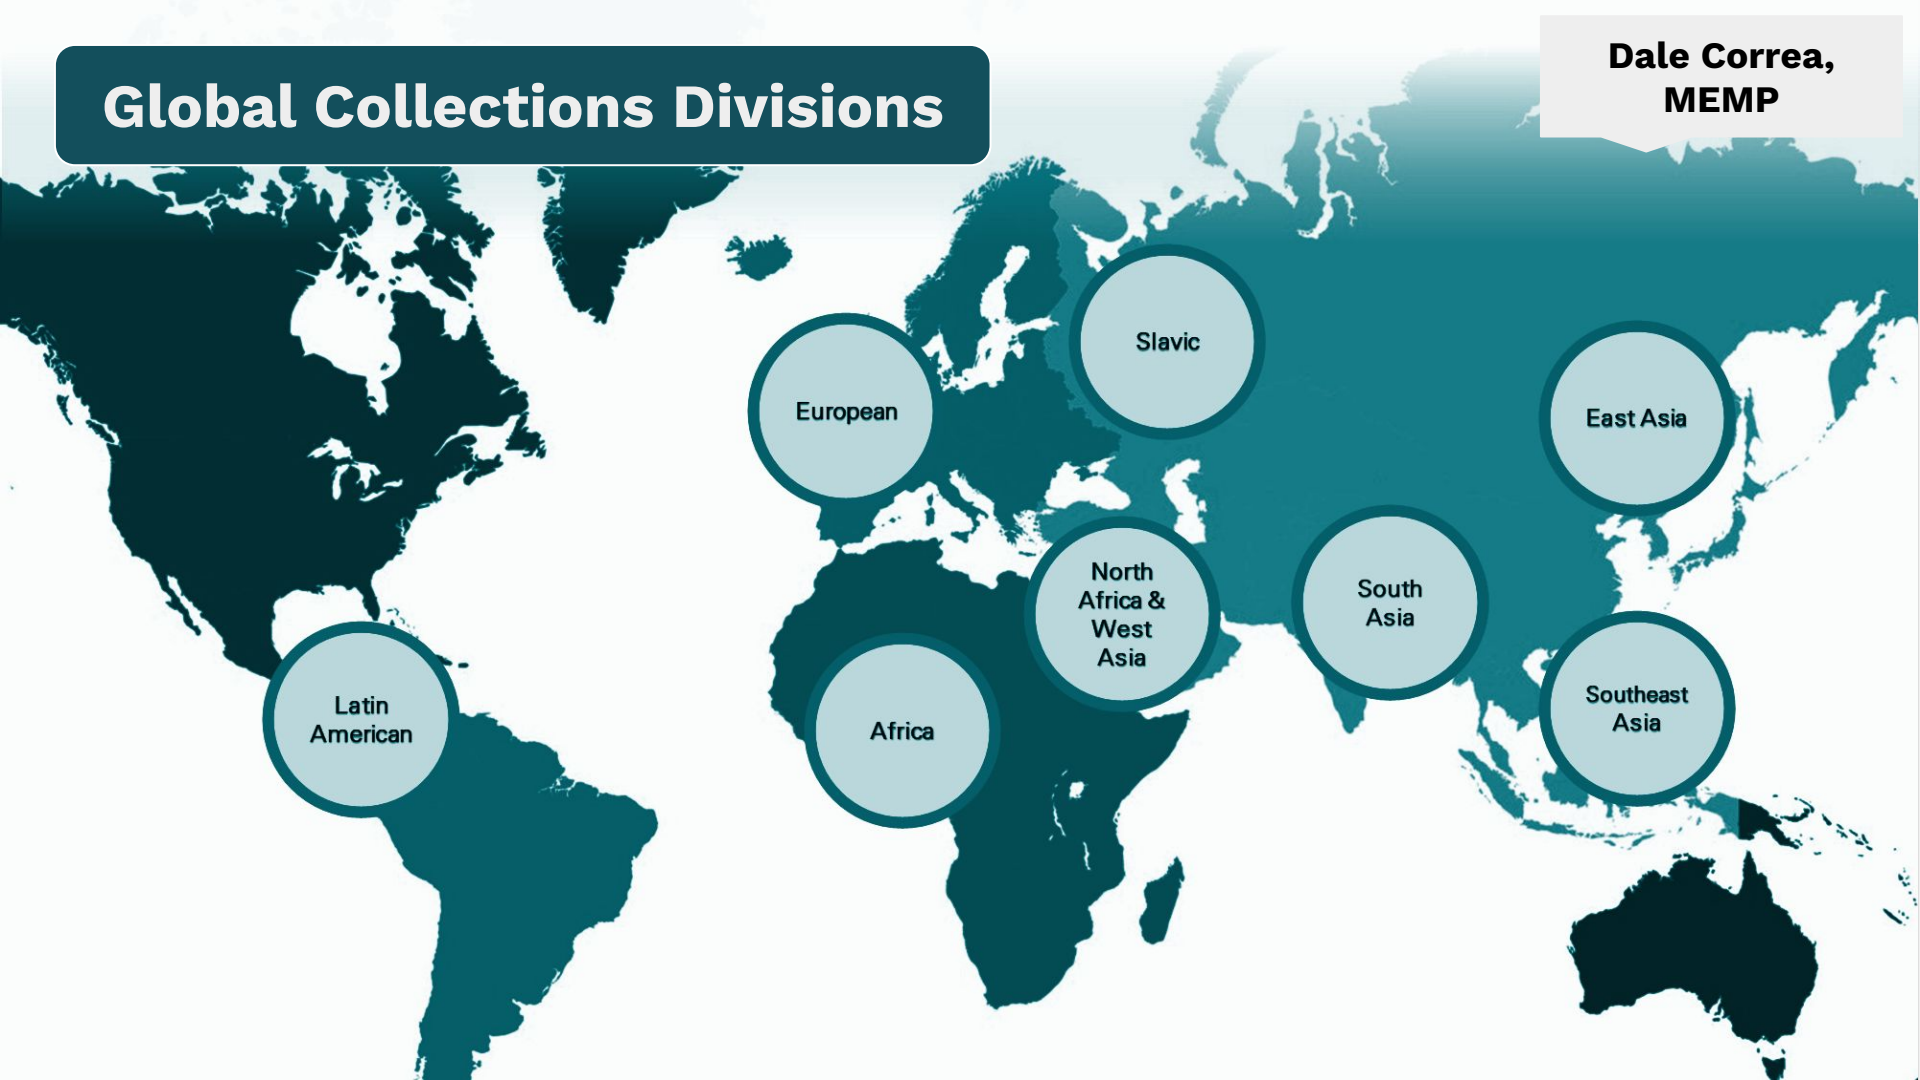 Global Collections Divisions
Dale Correa,
MEMP
Slavic
European
East Asia
North
Africa &
West
Asia
South
Asia
Latin
American
Africa
Southeast
Asia